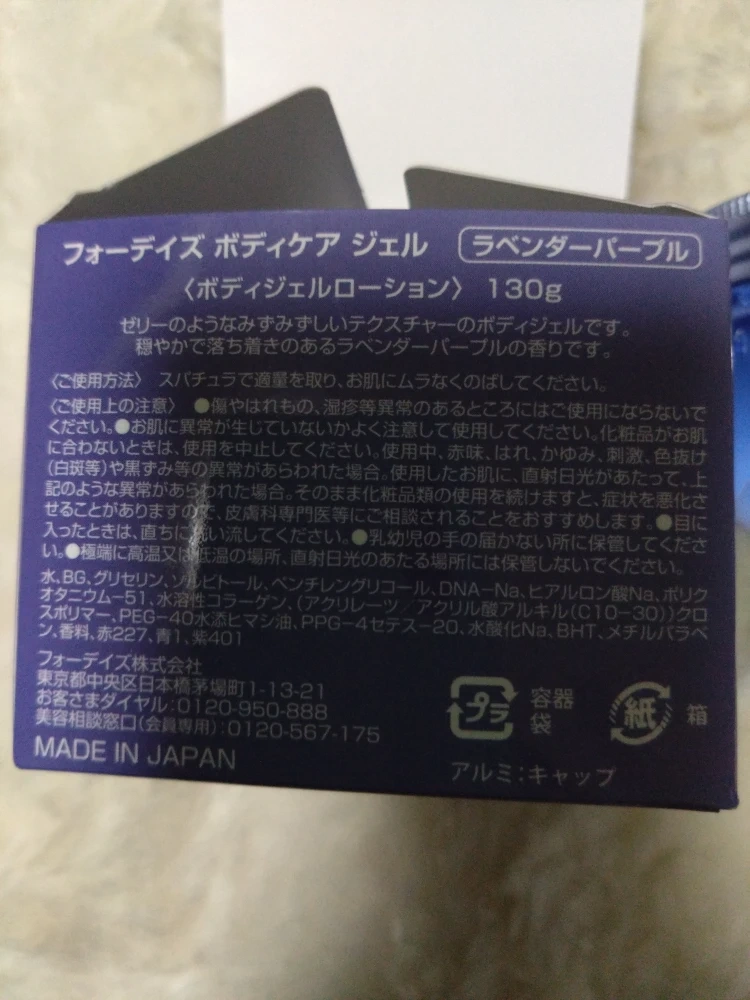 フォーデイズ ボディケア ジェル ラベンダーパープル
〈ボディジェルローション〉 130g
ゼリーのようなみずみずしいテクスチャーのボディジェルです。
穏やかで落ち着きのあるラベンダーパープルの香りです。
〈ご使用方法〉 スパチュラで適量を取り、お肌にムラなくのばしてください。
〈ご使用上の注意〉 ●傷やはれもの、湿疹等異常のあるところにはご使用にならないで
ください。●お肌に異常が生じていないかよく注意して使用してください。化粧品がお肌
に合わないときは、使用を中止してください。使用中、赤味、はれ、かゆみ、刺激、色抜け
(白斑等)や黒ずみ等の異常があらわれた場合。使用したお肌に、直射日光があたって、上
記のような異常があらわれた場合。そのまま化粧品類の使用を続けますと、症状を悪化さ
せることがありますので、皮膚科専門医等にご相談されることをおすすめします。●目に
入ったときは、直ちに洗い流してください。●乳幼児の手の届かない所に保管してくださ
い。●極端に高温又は低温の場所、直射日光のあたる場所には保管しないでください。
水、BG、グリセリン、ソルビトール、ペンチレングリコール、DNA-Na、ヒアルロン酸Na、ポリク
オタニウム-51、水溶性コラーゲン、(アクリレーツ/アクリル酸アルキル(C10-30))クロ
スポリマー、PEG-40水添ヒマシ油、PPG-4セテス-20、水酸化Na、BHT、メチルパラベ
ン、香料、赤227、青1、紫401
フォーデイズ株式会社
東京都中央区日本橋茅場町1-13-21
お客さまダイヤル:0120-950-888
美容相談窓口(会員専用):0120-567-175
MADE IN JAPAN
プラ 容器 袋
紙 箱
アルミ:キャップ